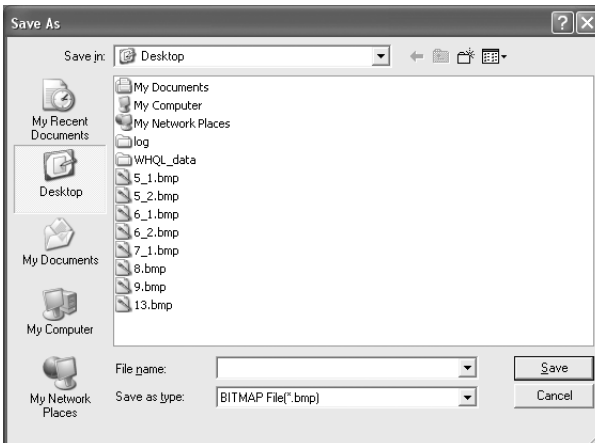 Save As
Save in:
Desktop
My Recent
Documents
Desktop
My Documents
My Computer
My Network
Places
My Documents
My Computer
My Network Places
log
WHQL_data
5_1.bmp
5_2.bmp
6_1.bmp
6_2.bmp
7_1.bmp
8.bmp
9.bmp
13.bmp
File name:
Save
Save as type:
BITMAP File(*.bmp)
Cancel